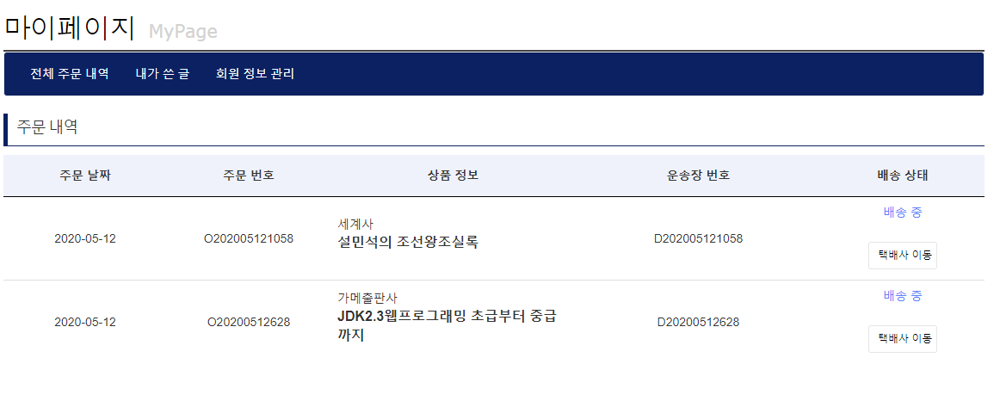 마이페이지 MyPage
전체 주문 내역 내가 쓴 글 회원 정보 관리
주문 내역
주문 날짜 주문 번호 상품 정보 운송장 번호 배송 상태
배송 중
세계사
2020-05-12 O202005121058 설민석의 조선왕조실록 D202005121058
택배사 이동
배송 중
가메출판사
JDK2.3웹프로그래밍 초급부터 중급
2020-05-12 O20200512628 까지 D20200512628
택배사 이동